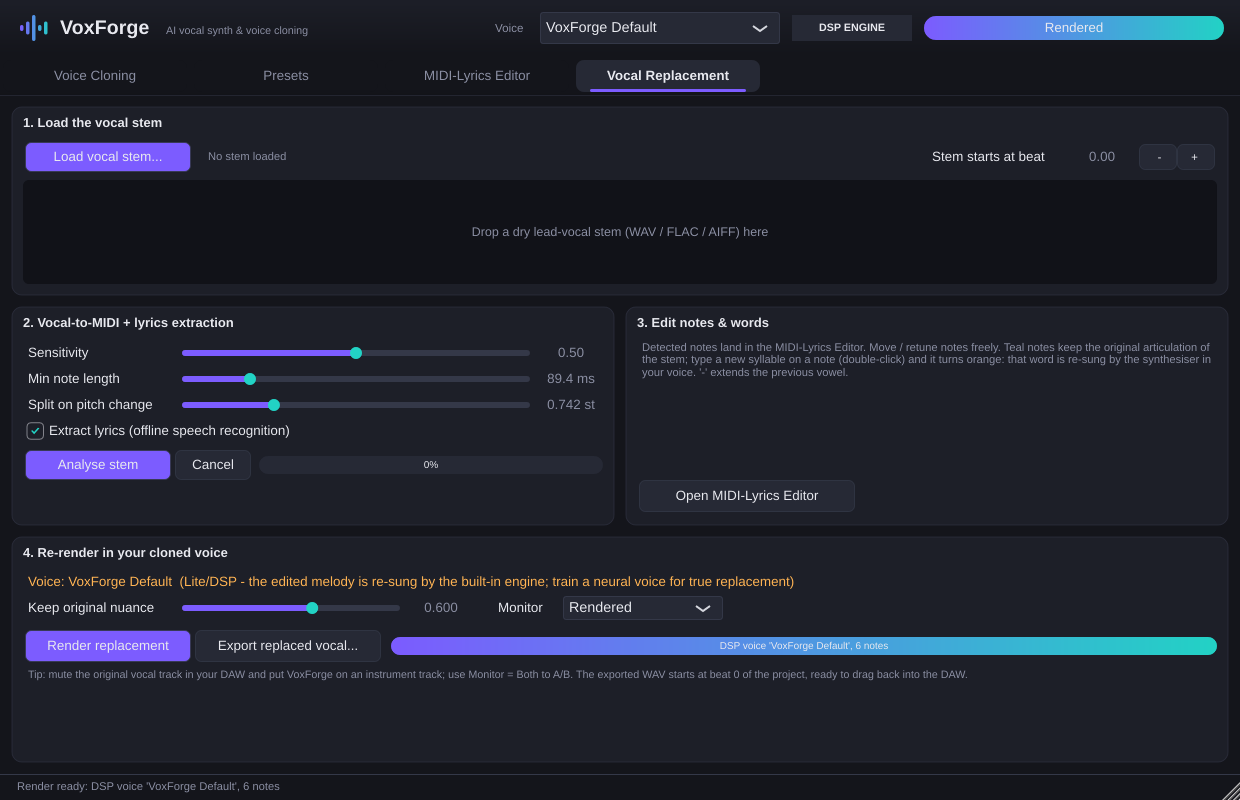 VoxForge
AI vocal synth & voice cloning
Voice
VoxForge Default
DSP ENGINE
Rendered
Voice Cloning
Presets
MIDI-Lyrics Editor
Vocal Replacement
1. Load the vocal stem
Load vocal stem...
No stem loaded
Stem starts at beat
0.00
-
+
Drop a dry lead-vocal stem (WAV / FLAC / AIFF) here
2. Vocal-to-MIDI + lyrics extraction
Sensitivity
0.50
Min note length
89.4 ms
Split on pitch change
0.742 st
Extract lyrics (offline speech recognition)
Analyse stem
Cancel
0%
3. Edit notes & words
Detected notes land in the MIDI-Lyrics Editor. Move / retune notes freely. Teal notes keep the original articulation of
the stem; type a new syllable on a note (double-click) and it turns orange: that word is re-sung by the synthesiser in
your voice. '-' extends the previous vowel.
Open MIDI-Lyrics Editor
4. Re-render in your cloned voice
Voice: VoxForge Default  (Lite/DSP - the edited melody is re-sung by the built-in engine; train a neural voice for true replacement)
Keep original nuance
0.600
Monitor
Rendered
Render replacement
Export replaced vocal...
DSP voice 'VoxForge Default', 6 notes
Tip: mute the original vocal track in your DAW and put VoxForge on an instrument track; use Monitor = Both to A/B. The exported WAV starts at beat 0 of the project, ready to drag back into the DAW.
Render ready: DSP voice 'VoxForge Default', 6 notes